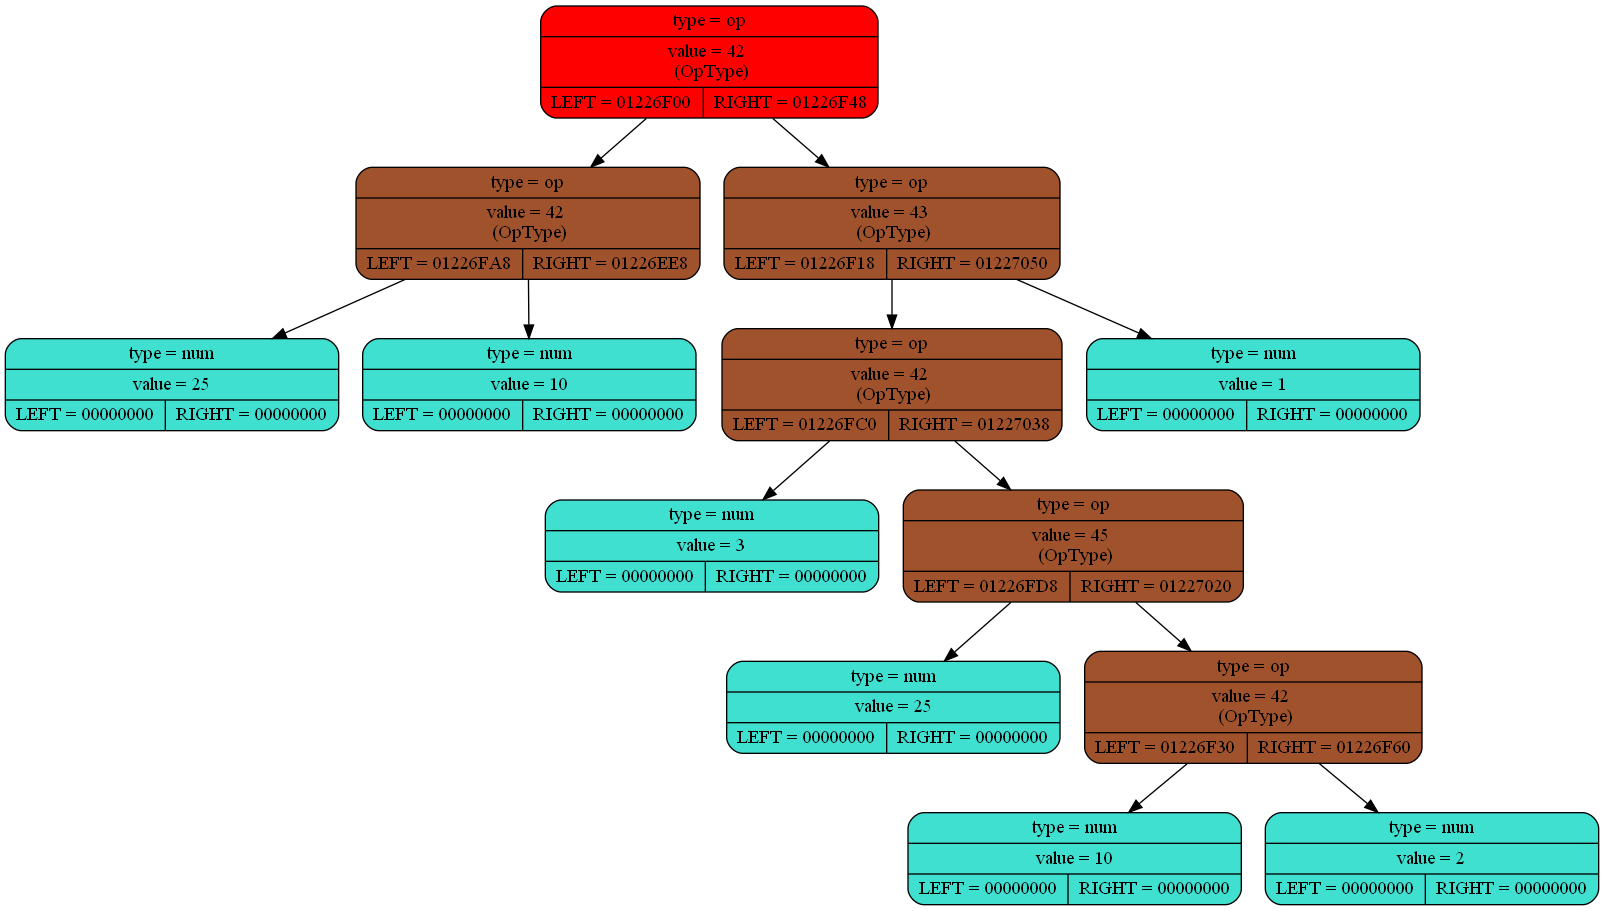 type = op
value = 42
(OpType)
LEFT = 01226F00 RIGHT = 01226F48
type = op
value = 42
(OpType)
LEFT = 01226FA8 RIGHT = 01226EE8
type = op
value = 43
(OpType)
LEFT = 01226F18 RIGHT = 01227050
type = num
value = 25
LEFT = 00000000 RIGHT = 00000000
type = num
value = 10
LEFT = 00000000 RIGHT = 00000000
type = op
value = 42
(OpType)
LEFT = 01226FC0 RIGHT = 01227038
type = num
value = 1
LEFT = 00000000 RIGHT = 00000000
type = num
value = 3
LEFT = 00000000 RIGHT = 00000000
type = op
value = 45
(OpType)
LEFT = 01226FD8 RIGHT = 01227020
type = num
value = 25
LEFT = 00000000 RIGHT = 00000000
type = op
value = 42
(OpType)
LEFT = 01226F30 RIGHT = 01226F60
type = num
value = 10
LEFT = 00000000 RIGHT = 00000000
type = num
value = 2
LEFT = 00000000 RIGHT = 00000000